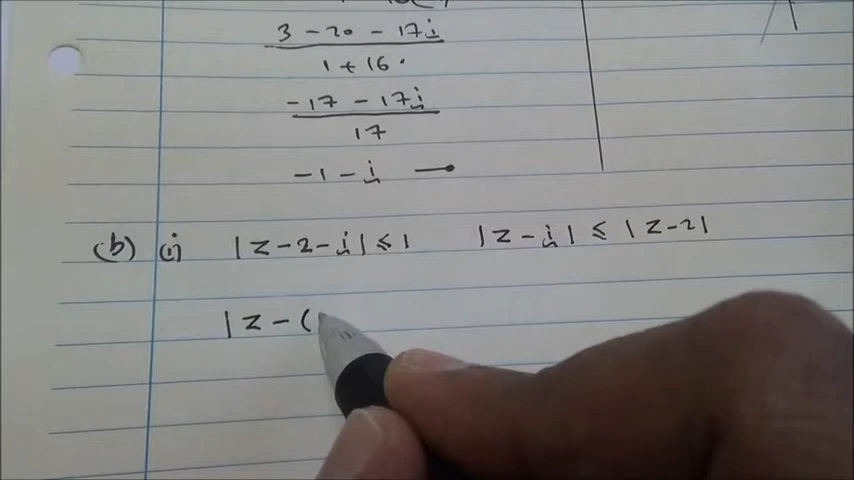 3 - 20 - 17i
1 + 16 .
-17 - 17i
17
-1 - i
(b) (i) |z - 2 - i| ≤ 1 |z - i| ≤ |z - 2|
|z - (